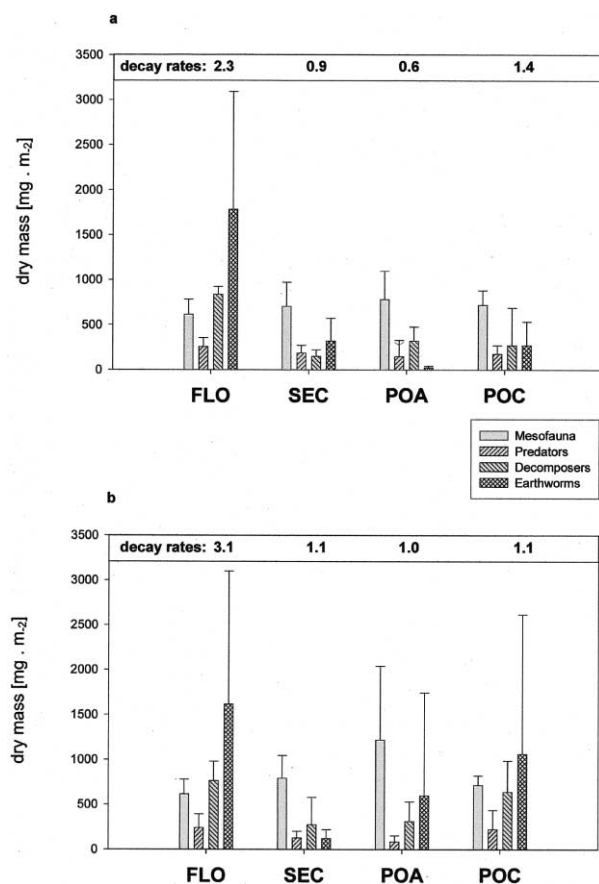 a
decay rates: 2.3 0.9 0.6 1.4
3500
3000
2500
2000
1500
1000
500
0
dry mass [mg . m-2]
FLO SEC POA POC
Mesofauna
Predators
Decomposers
Earthworms
b
decay rates: 3.1 1.1 1.0 1.1
3500
3000
2500
2000
1500
1000
500
0
dry mass [mg . m-2]
FLO SEC POA POC